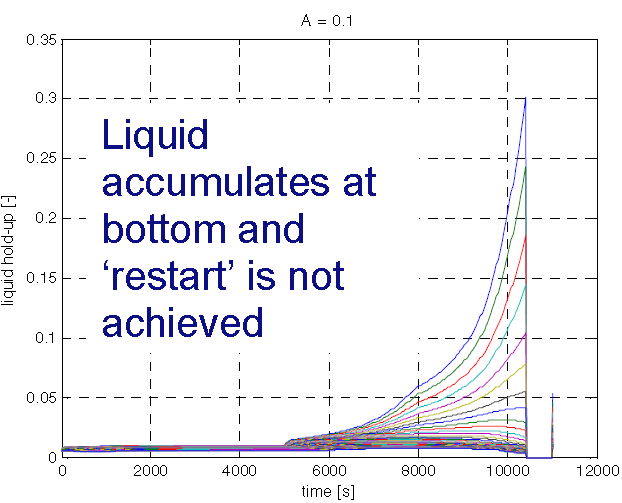 A = 0.1
0.35
0.3
0.25
0.2
0.15
0.1
0.05
0
liquid hold-up [-]
Liquid
accumulates at
bottom and
‘restart’ is not
achieved
0
2000
4000
6000
8000
10000
12000
time [s]